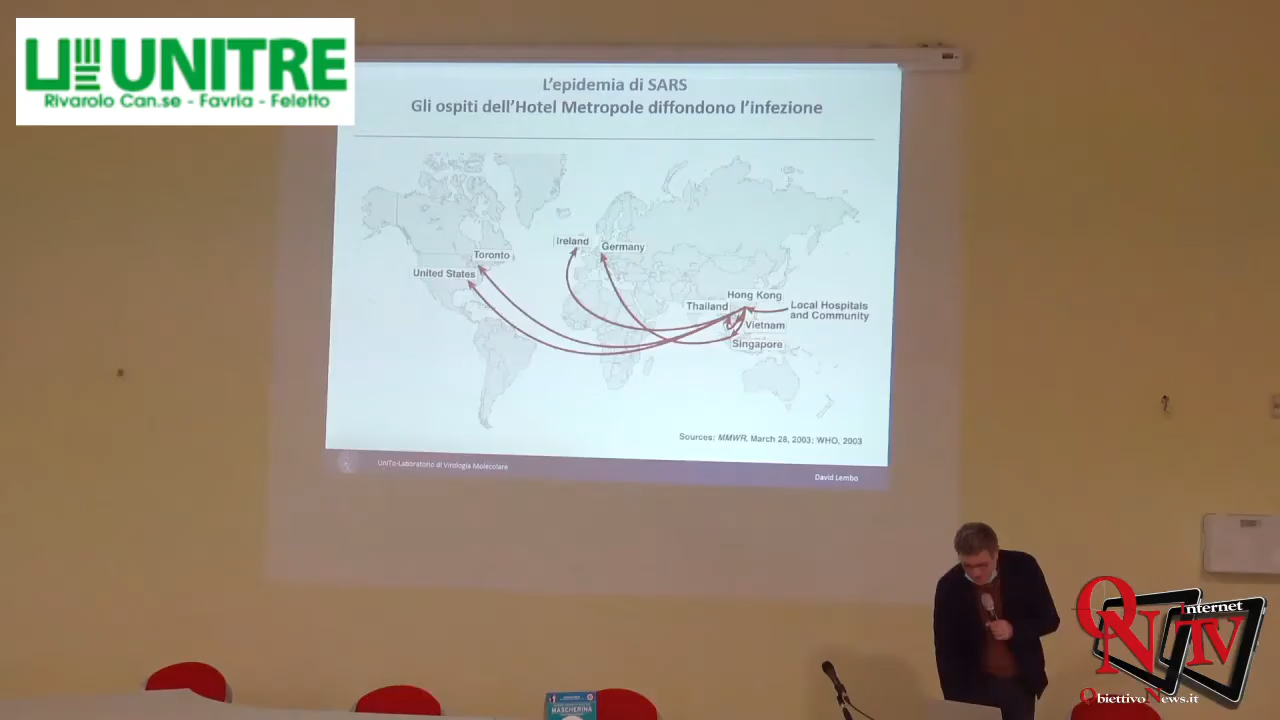 UNITRE
Rivarolo Can.se - Favria - Feletto
L'epidemia di SARS
Gli ospiti dell'Hotel Metropole diffondono l'infezione
Ireland
Germany
Toronto
United States
Hong Kong
Thailand
Local Hospitals
and Community
Vietnam
Singapore
Sources: MMWR, March 28, 2003; WHO, 2003
UniTo-Laboratorio di Virologia Molecolare
David Lembo
MASCHERINA
QN Internet TV
ObiettivoNews.it